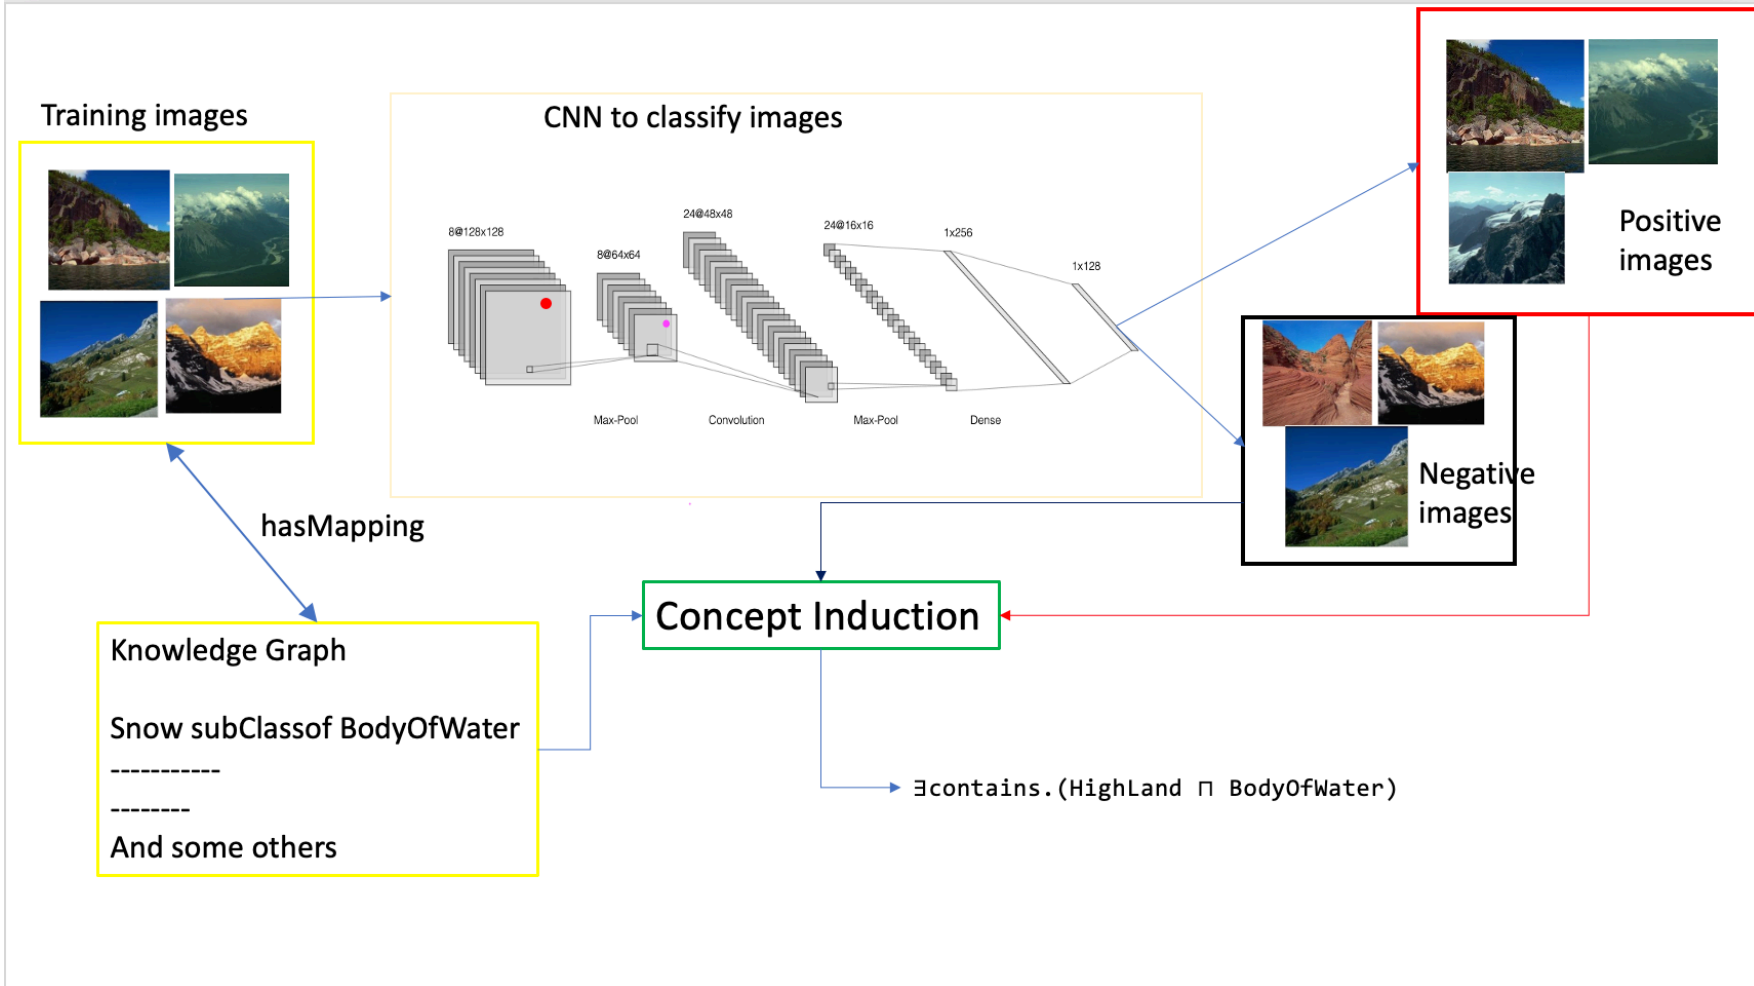 Training images
CNN to classify images
8@128x128
8@64x64
24@48x48
24@16x16
1x256
1x128
Max-Pool
Convolution
Max-Pool
Dense
Positive
images
Negative
images
hasMapping
Knowledge Graph
Snow subClassof BodyOfWater
-----------
--------
And some others
Concept Induction
∃contains.(HighLand ⊓ BodyOfWater)